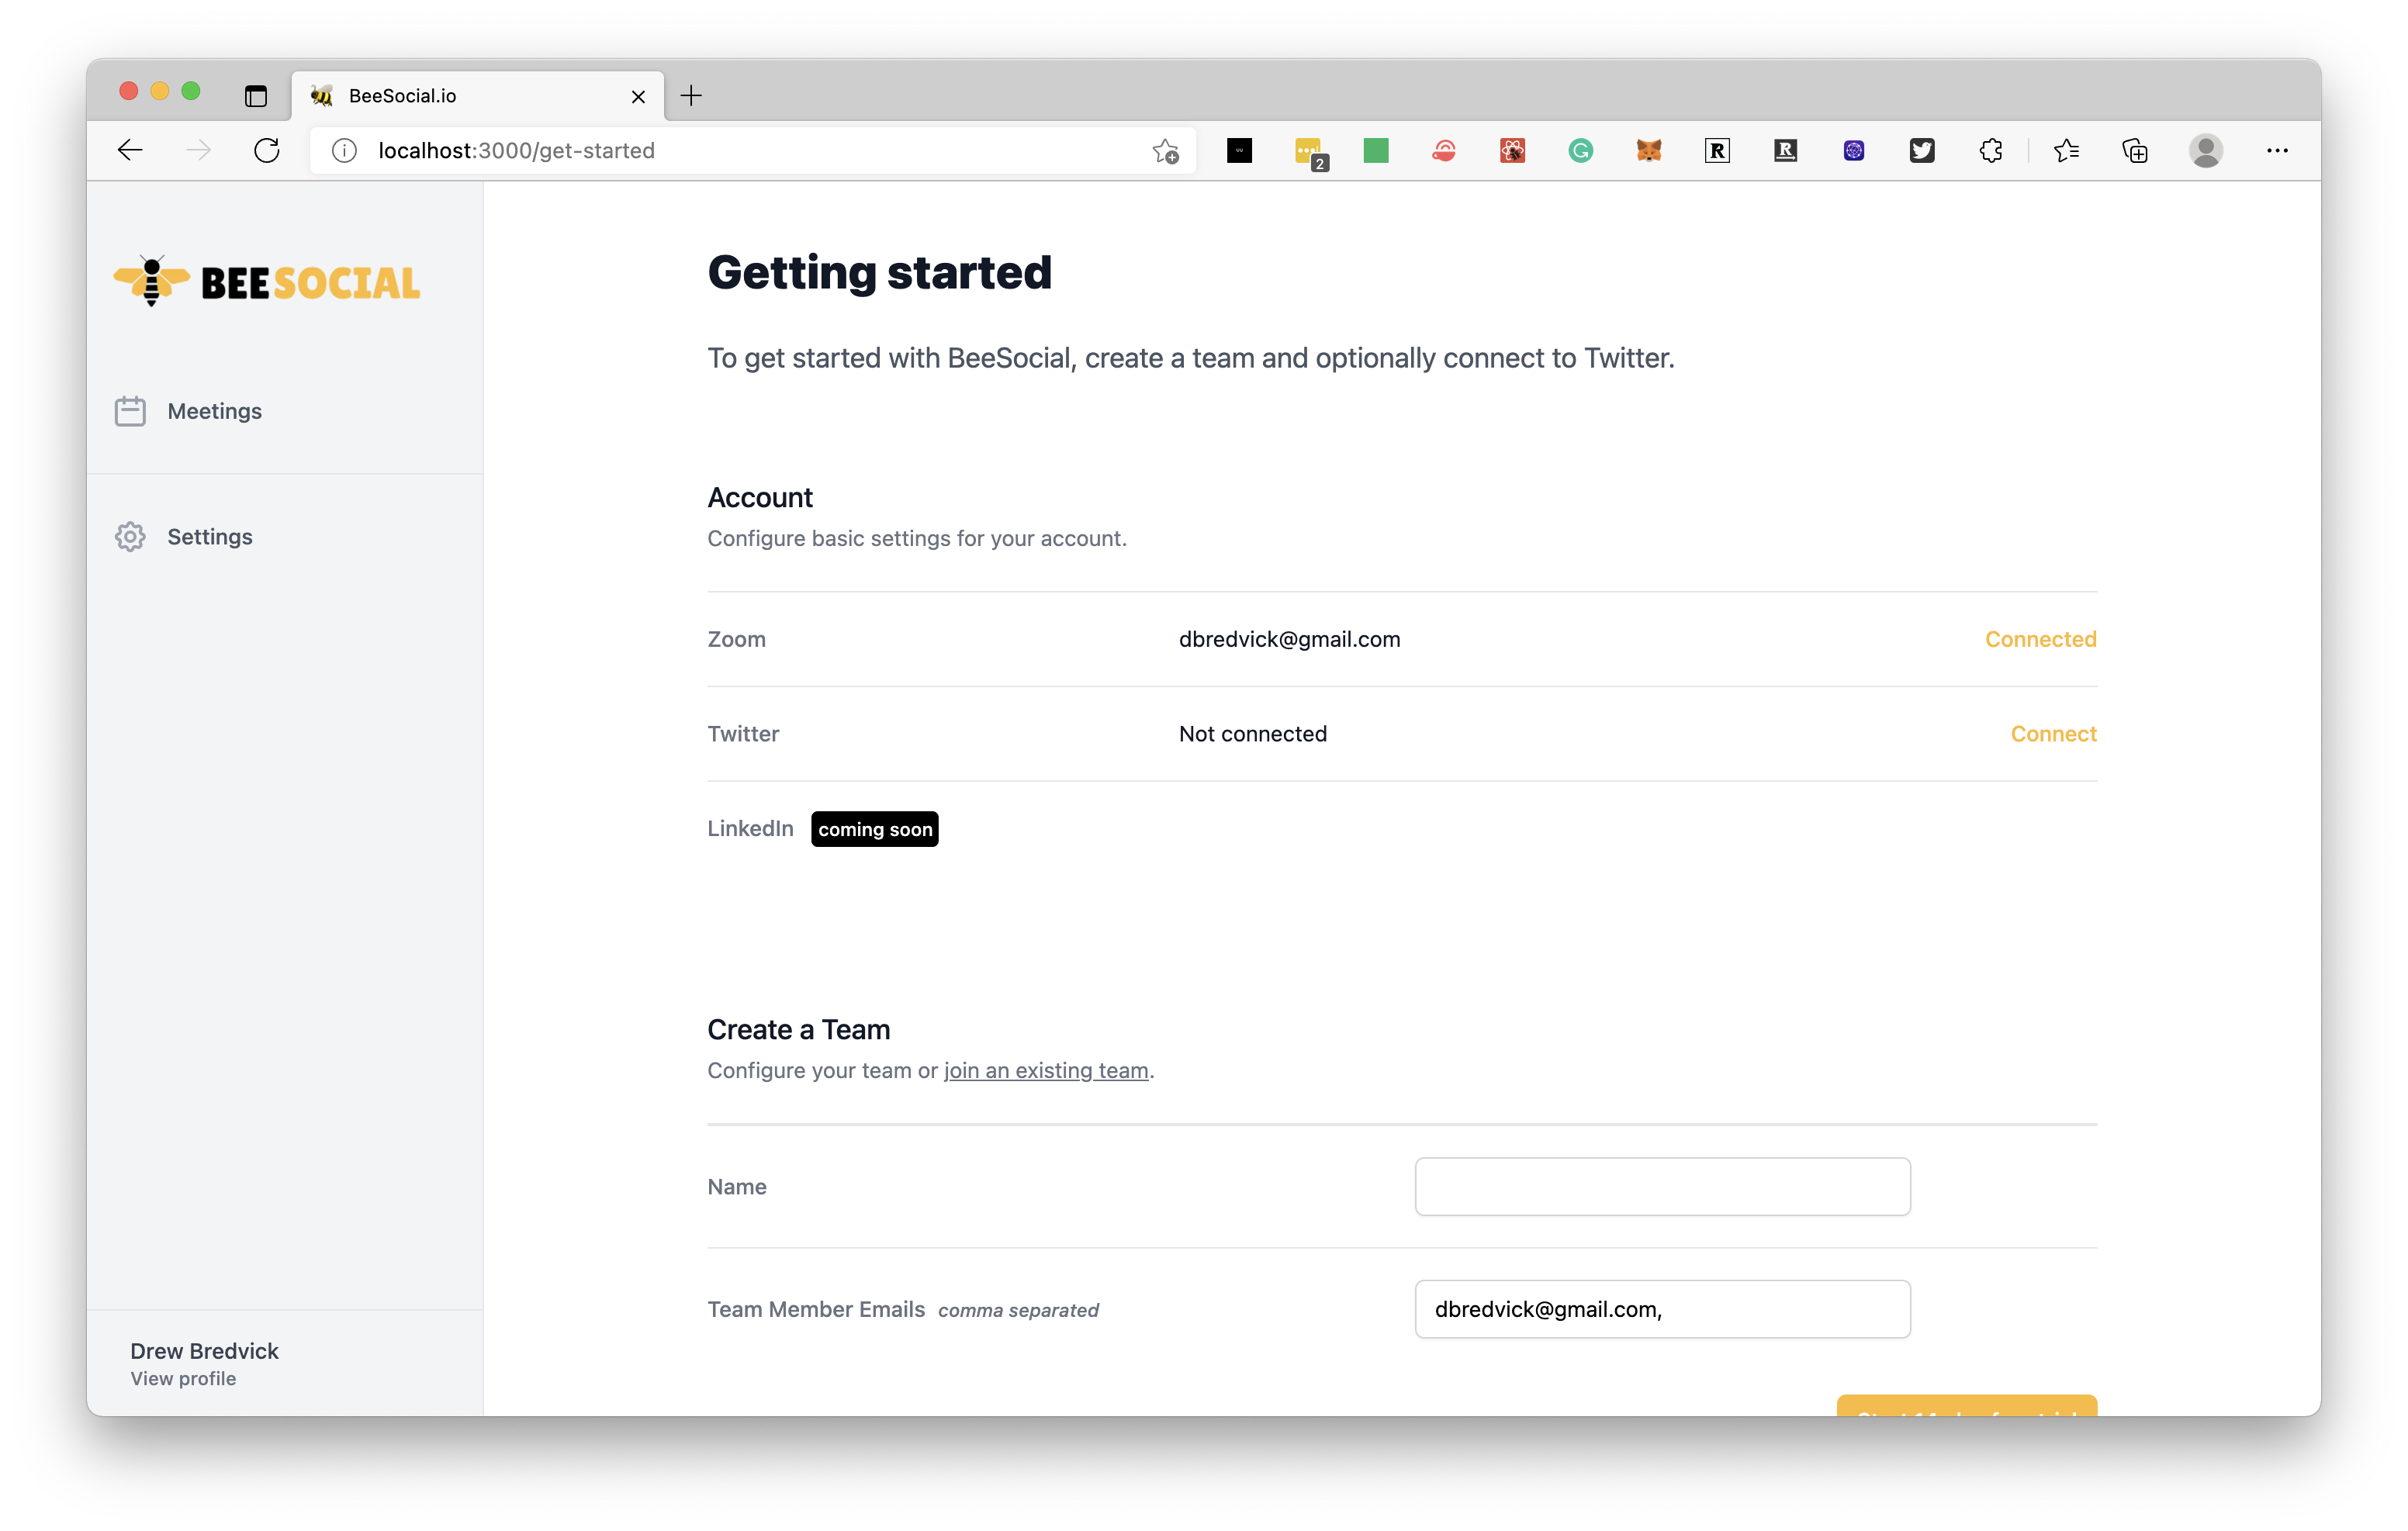 BeeSocial.io
localhost:3000/get-started
2
BEESOCIAL
Meetings
Settings
Drew Bredvick
View profile
Getting started
To get started with BeeSocial, create a team and optionally connect to Twitter.
Account
Configure basic settings for your account.
Zoom dbredvick@gmail.com Connected
Twitter Not connected Connect
LinkedIn coming soon
Create a Team
Configure your team or join an existing team.
Name
Team Member Emails comma separated dbredvick@gmail.com,